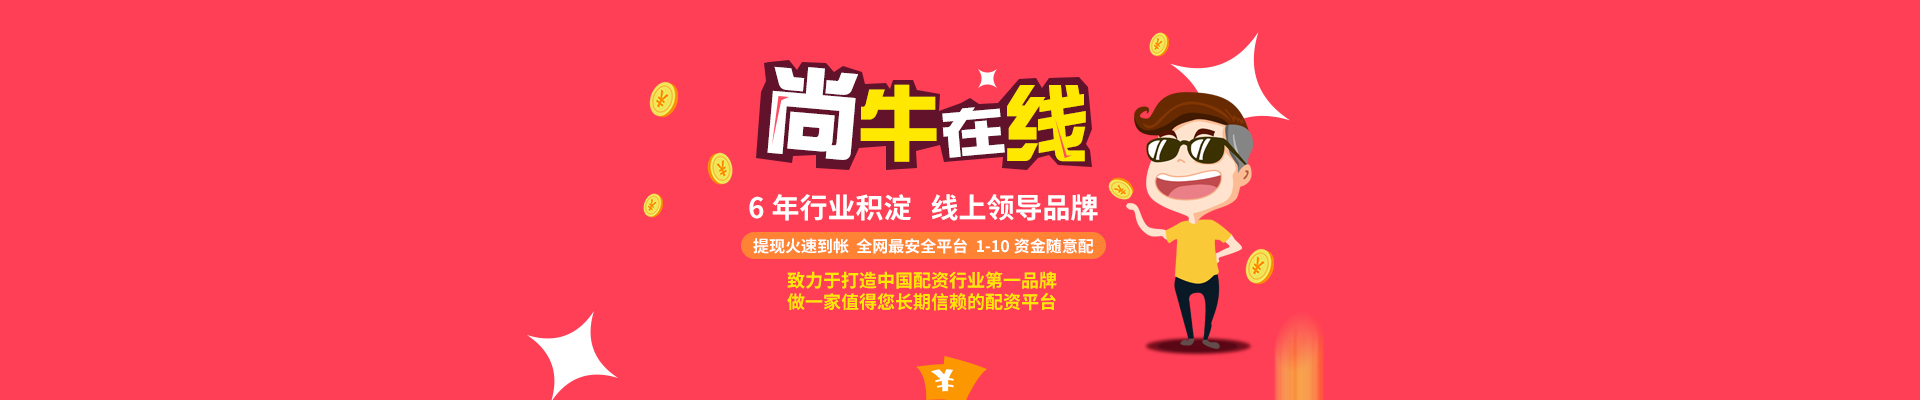 尚牛在线
6 年行业积淀 线上领导品牌
提现火速到帐 全网最安全平台 1-10 资金随意配
致力于打造中国配资行业第一品牌
做一家值得您长期信赖的配资平台
¥